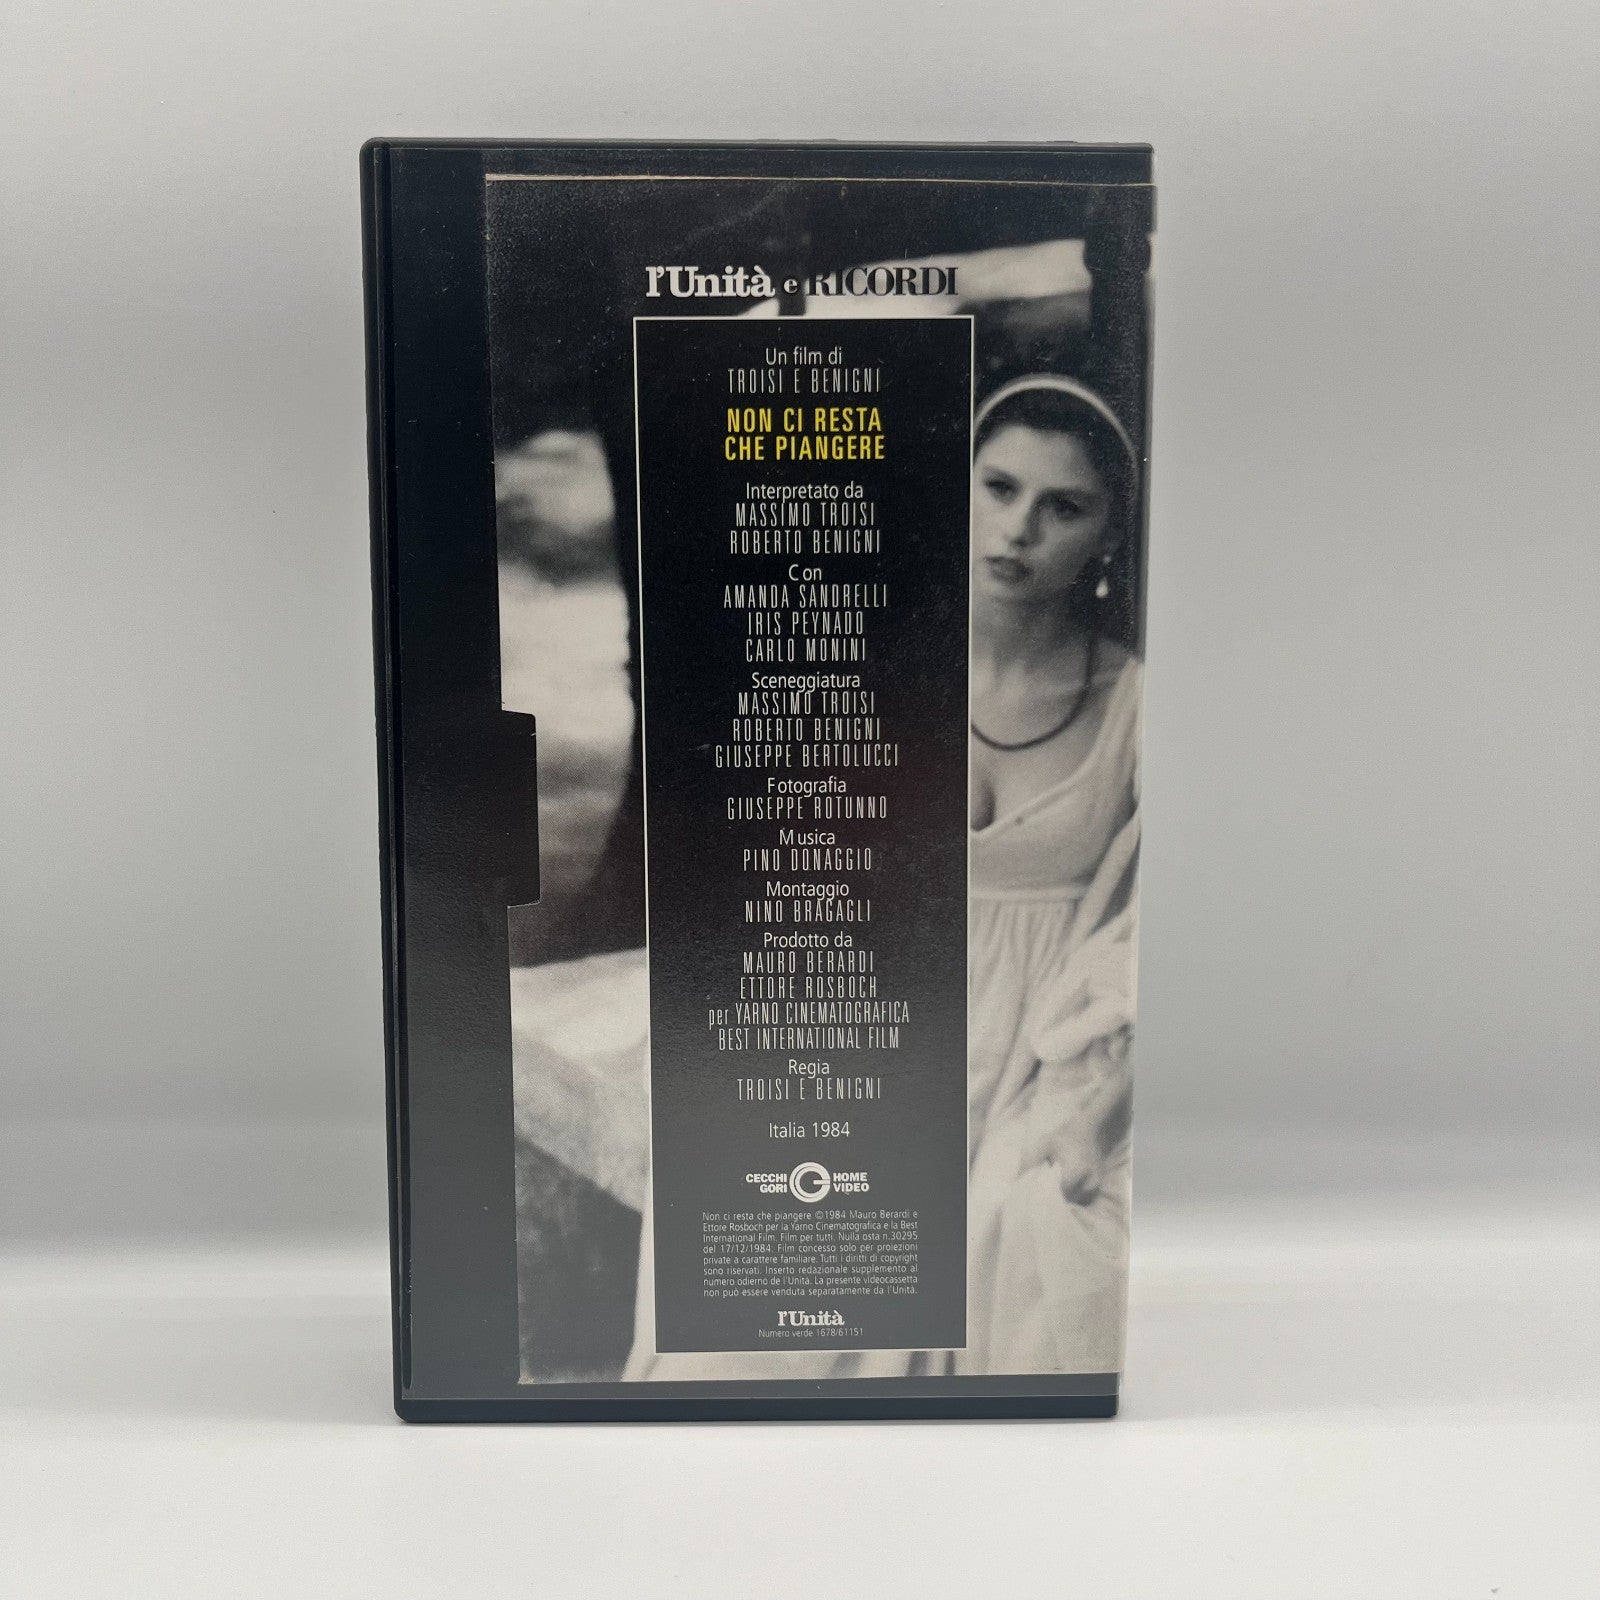 l'Unità e RICORDI
Un film di
TROISI E BENIGNI
NON CI RESTA
CHE PIANGERE
Interpretato da
MASSIMO TROISI
ROBERTO BENIGNI
Con
AMANDA SANDRELLI
IRIS PEYNADO
CARLO MONINI
Sceneggiatura
MASSIMO TROISI
ROBERTO BENIGNI
GIUSEPPE BERTOLUCCI
Fotografia
GIUSEPPE ROTUNNO
Musica
PINO DONAGGIO
Montaggio
NINO BRAGAGLI
Prodotto da
MAURO BERARDI
ETTORE ROSBOCH
per YARNO CINEMATOGRAFICA
BEST INTERNATIONAL FILM
Regia
TROISI E BENIGNI
Italia 1984
CECCHI GORI HOME VIDEO
Non ci resta che piangere ©1984 Mauro Berardi e
Ettore Rosboch per la Yarno Cinematografica e la Best
International Film. Film per tutti. Nulla osta n.30295
del 17/12/1984. Film concesso solo per proiezioni
private a carattere familiare. Tutti i diritti di copyright
sono riservati. Inserto redazionale supplemento al
numero odierno de l'Unità. La presente videocassetta
non può essere venduta separatamente da l'Unità.
l'Unità
Numero verde 1678/61151